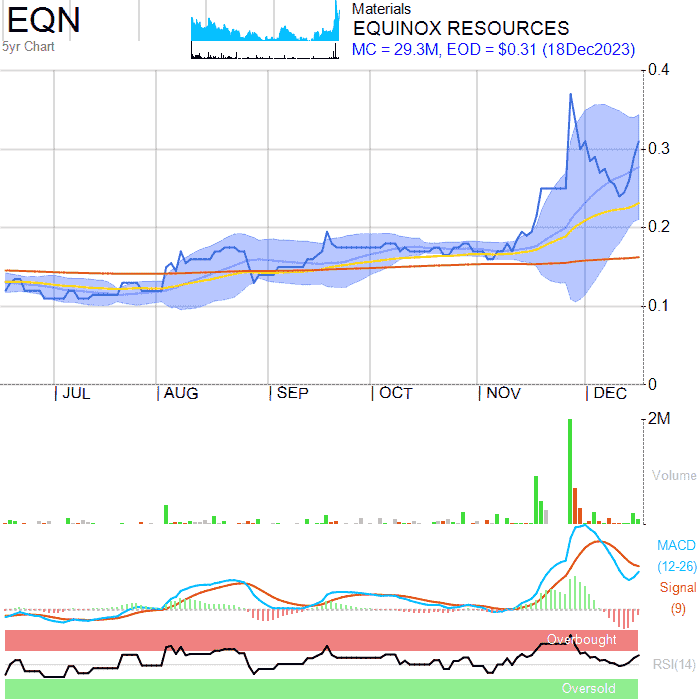 EQN
5yr Chart
Materials
EQUINOX RESOURCES
MC = 29.3M, EOD = $0.31 (18Dec2023)
0.4
0.3
0.2
0.1
0
JUL AUG SEP OCT NOV DEC
2M
Volume
MACD
(12-26)
Signal
(9)
Overbought
RSI(14)
Oversold